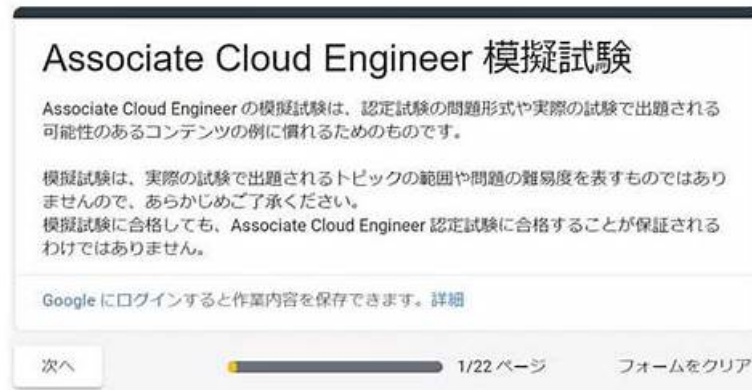 Associate Cloud Engineer 模擬試験
Associate Cloud Engineer の模擬試験は、認定試験の問題形式や実際の試験で出題される
可能性のあるコンテンツの例に慣れるためのものです。
模擬試験は、実際の試験で出題されるトピックの範囲や問題の難易度を表すものではあり
ませんので、あらかじめご了承ください。
模擬試験に合格しても、Associate Cloud Engineer 認定試験に合格することが保証される
わけではありません。
Google にログインすると作業内容を保存できます。詳細
次へ 1/22 ページ フォームをクリア